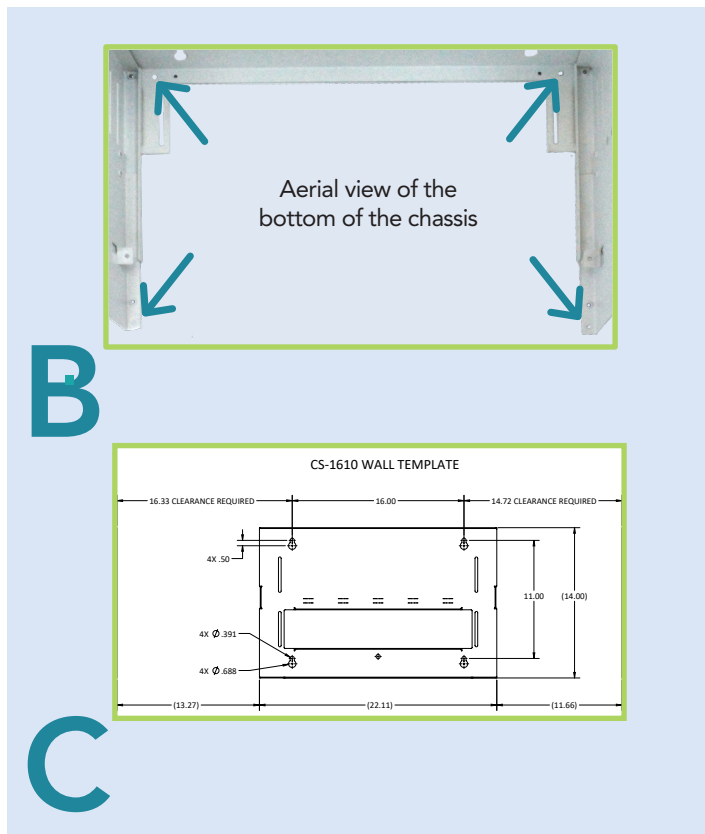 Aerial view of the
bottom of the chassis
B
CS-1610 WALL TEMPLATE
16.33 CLEARANCE REQUIRED
16.00
14.72 CLEARANCE REQUIRED
4X .50
11.00
(14.00)
4X Ø.391
4X Ø.688
(13.27)
(22.11)
(11.66)
C